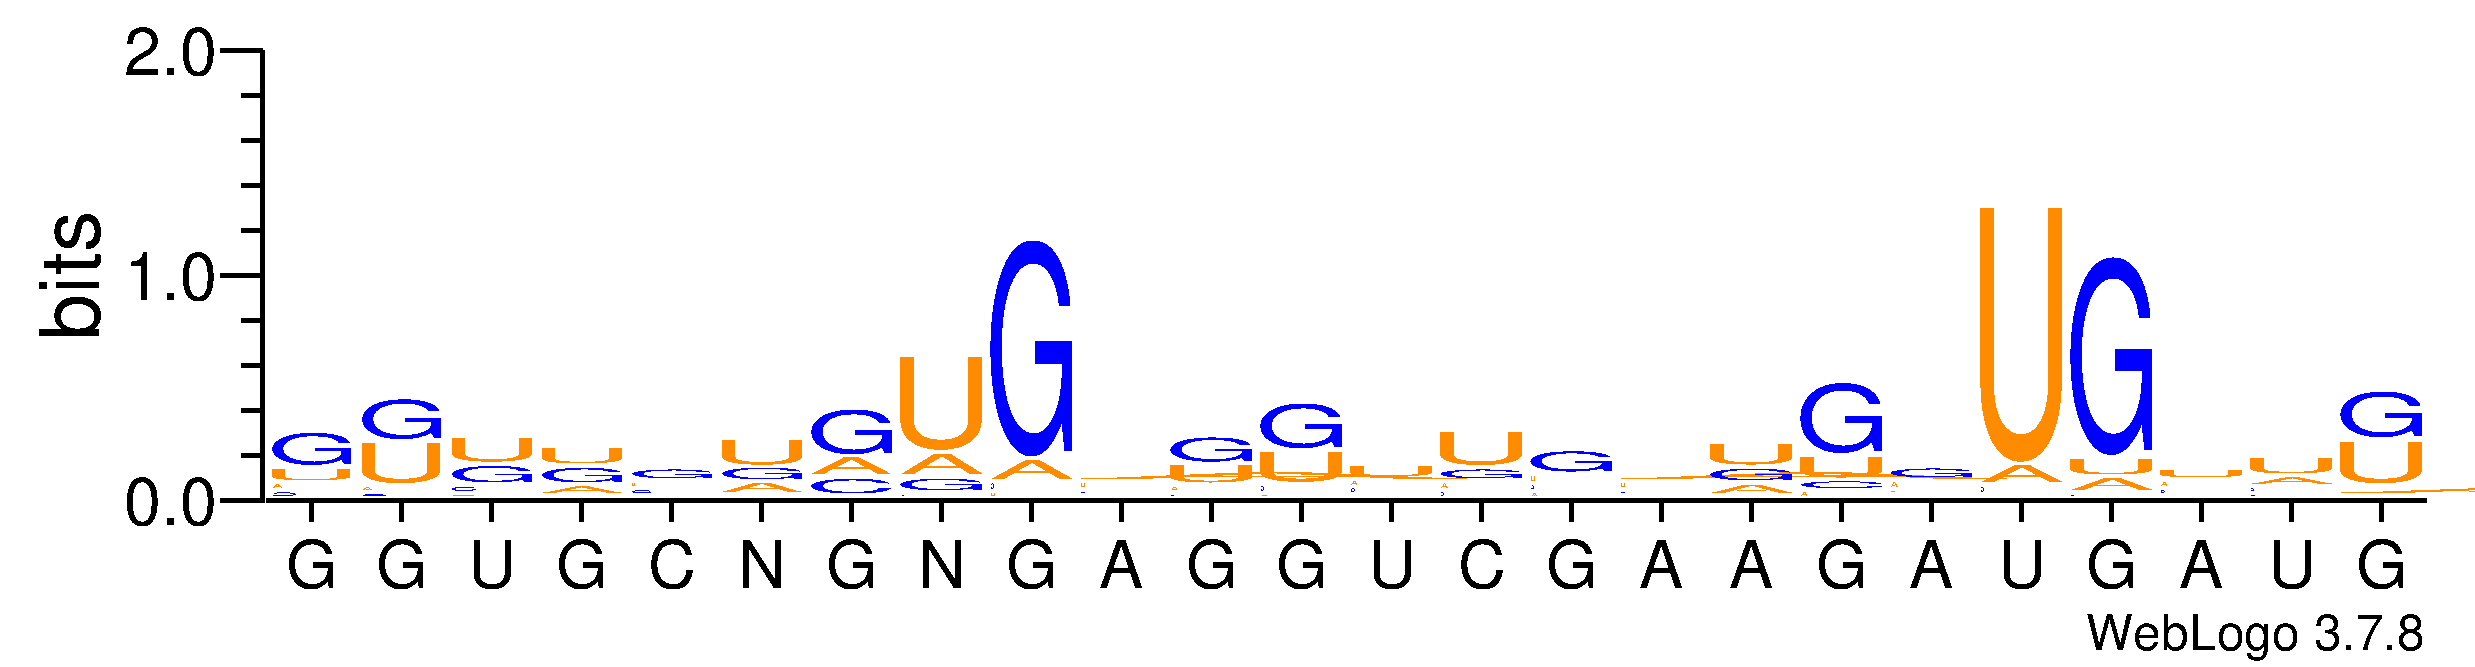 2.0
1.0
0.0
bits
G G U G C N G N G A G G U C G A A G A U G A U G
WebLogo 3.7.8